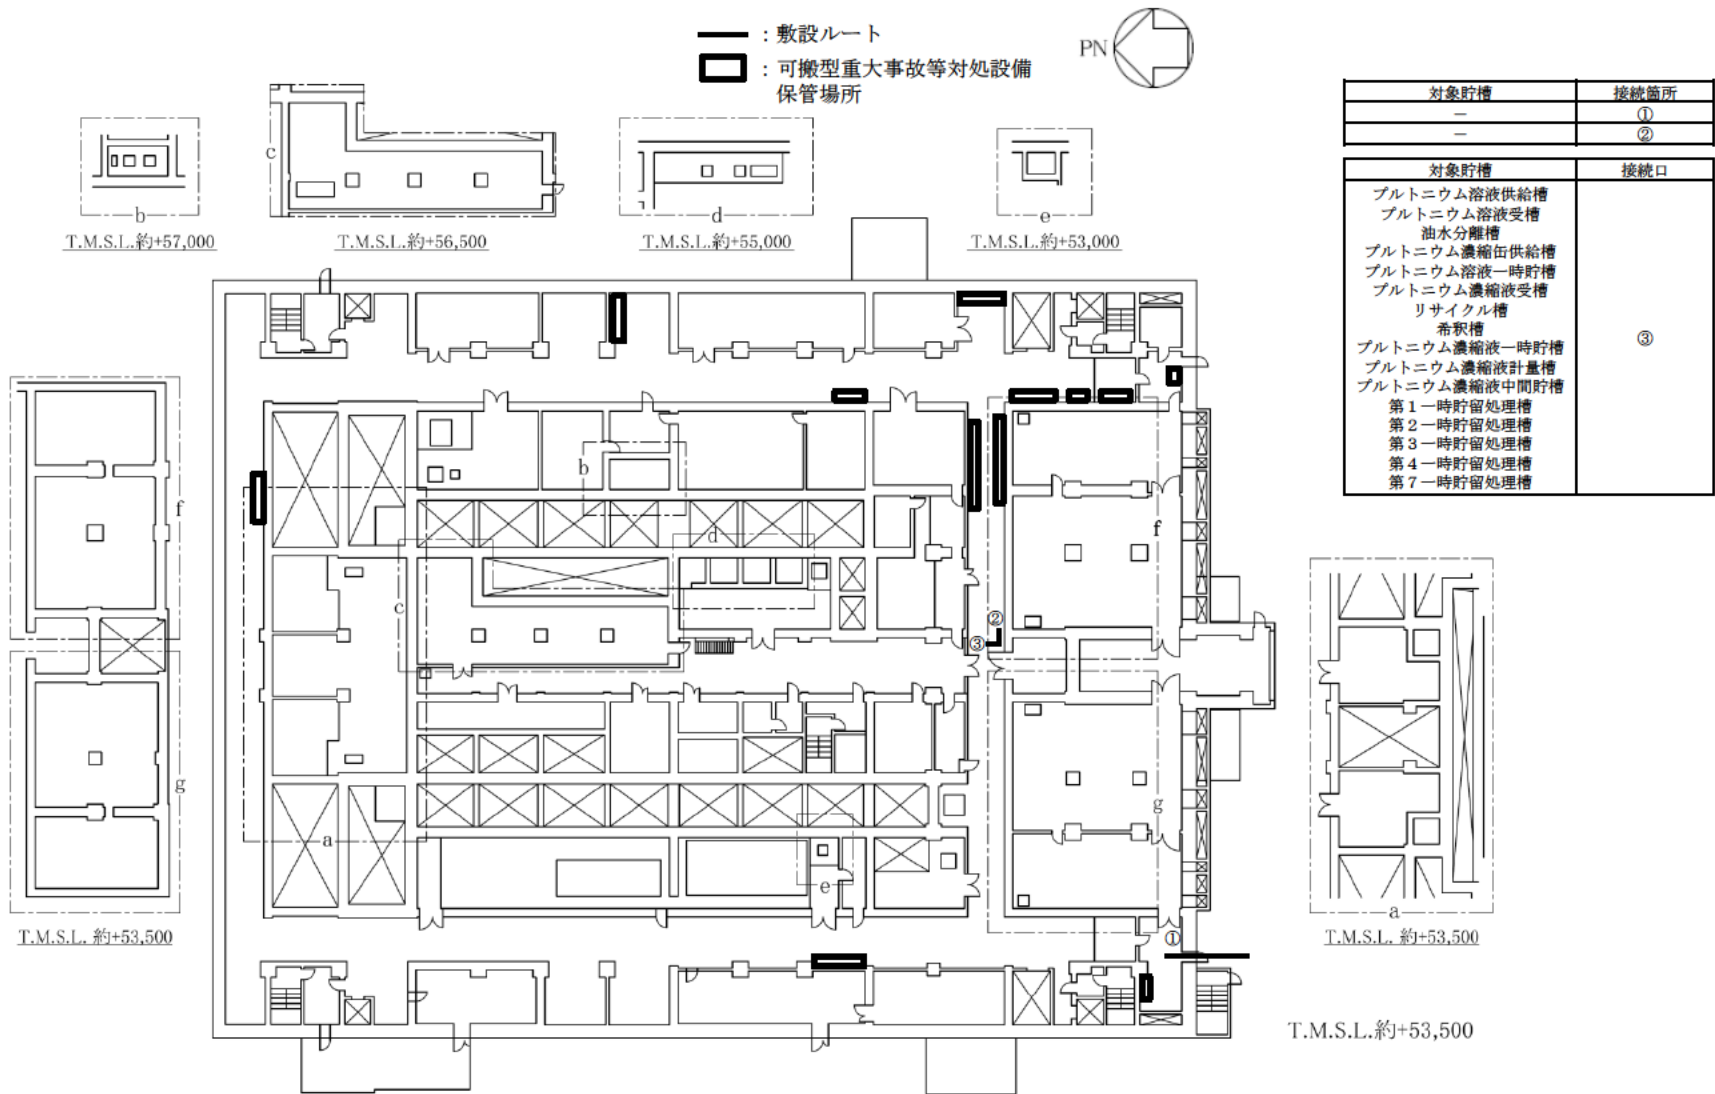 ：敷設ルート
：可搬型重大事故等対処設備
保管場所
PN
対象貯槽 接続箇所
－ ①
－ ②
対象貯槽 接続口
プルトニウム溶液供給槽
プルトニウム溶液受槽
油水分離槽
プルトニウム濃縮缶供給槽
プルトニウム溶液一時貯槽
プルトニウム濃縮液受槽
リサイクル槽
希釈槽
プルトニウム濃縮液一時貯槽
プルトニウム濃縮液計量槽
プルトニウム濃縮液中間貯槽
第１一時貯留処理槽
第２一時貯留処理槽
第３一時貯留処理槽
第４一時貯留処理槽
第７一時貯留処理槽
③
b
T.M.S.L.約+57,000
c
T.M.S.L.約+56,500
d
T.M.S.L.約+55,000
e
T.M.S.L.約+53,000
f
g
T.M.S.L. 約+53,500
b
d
c
a
e
f
g
②
③
①
a
T.M.S.L. 約+53,500
T.M.S.L.約+53,500